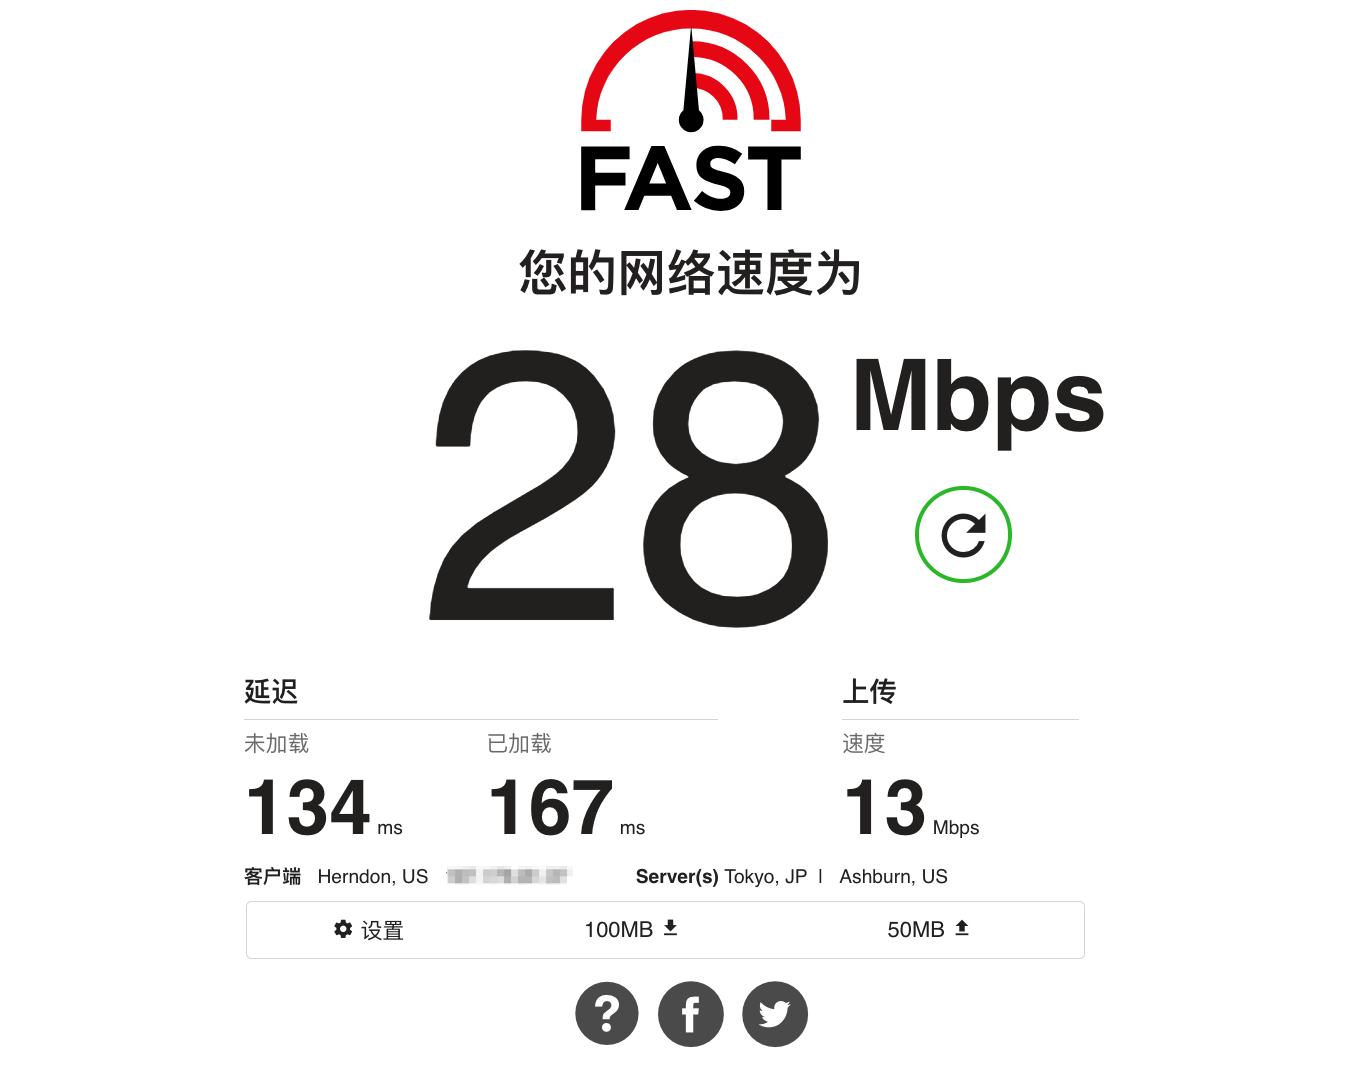 FAST
您的网络速度为
28 Mbps
延迟
上传
未加载
已加载
速度
134 ms
167 ms
13 Mbps
客户端 Herndon, US
Server(s) Tokyo, JP | Ashburn, US
设置
100MB
50MB